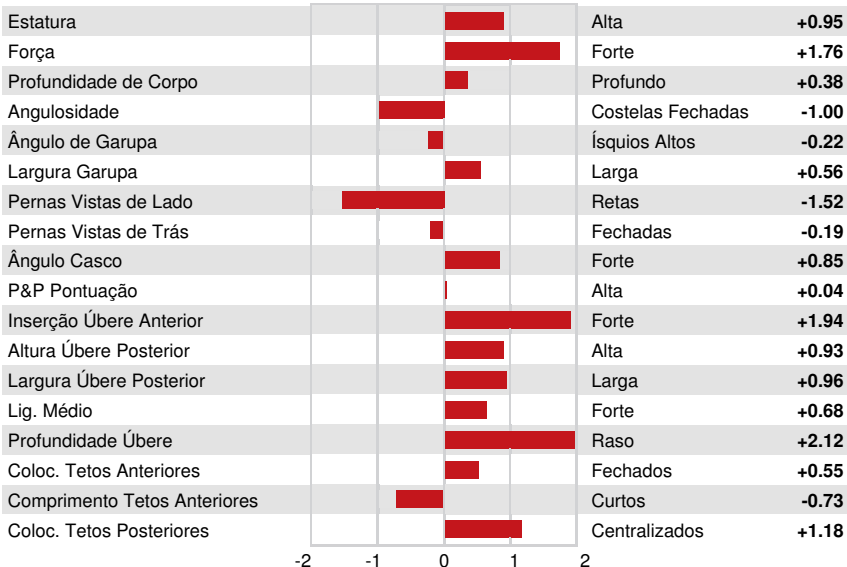 Estatura Alta +0.95
Força Forte +1.76
Profundidade de Corpo Profundo +0.38
Angulosidade Costelas Fechadas -1.00
Ângulo de Garupa Ísquios Altos -0.22
Largura Garupa Larga +0.56
Pernas Vistas de Lado Retas -1.52
Pernas Vistas de Trás Fechadas -0.19
Ângulo Casco Forte +0.85
P&P Pontuação Alta +0.04
Inserção Úbere Anterior Forte +1.94
Altura Úbere Posterior Alta +0.93
Largura Úbere Posterior Larga +0.96
Lig. Médio Forte +0.68
Profundidade Úbere Raso +2.12
Coloc. Tetos Anteriores Fechados +0.55
Comprimento Tetos Anteriores Curtos -0.73
Coloc. Tetos Posteriores Centralizados +1.18
-2 -1 0 1 2